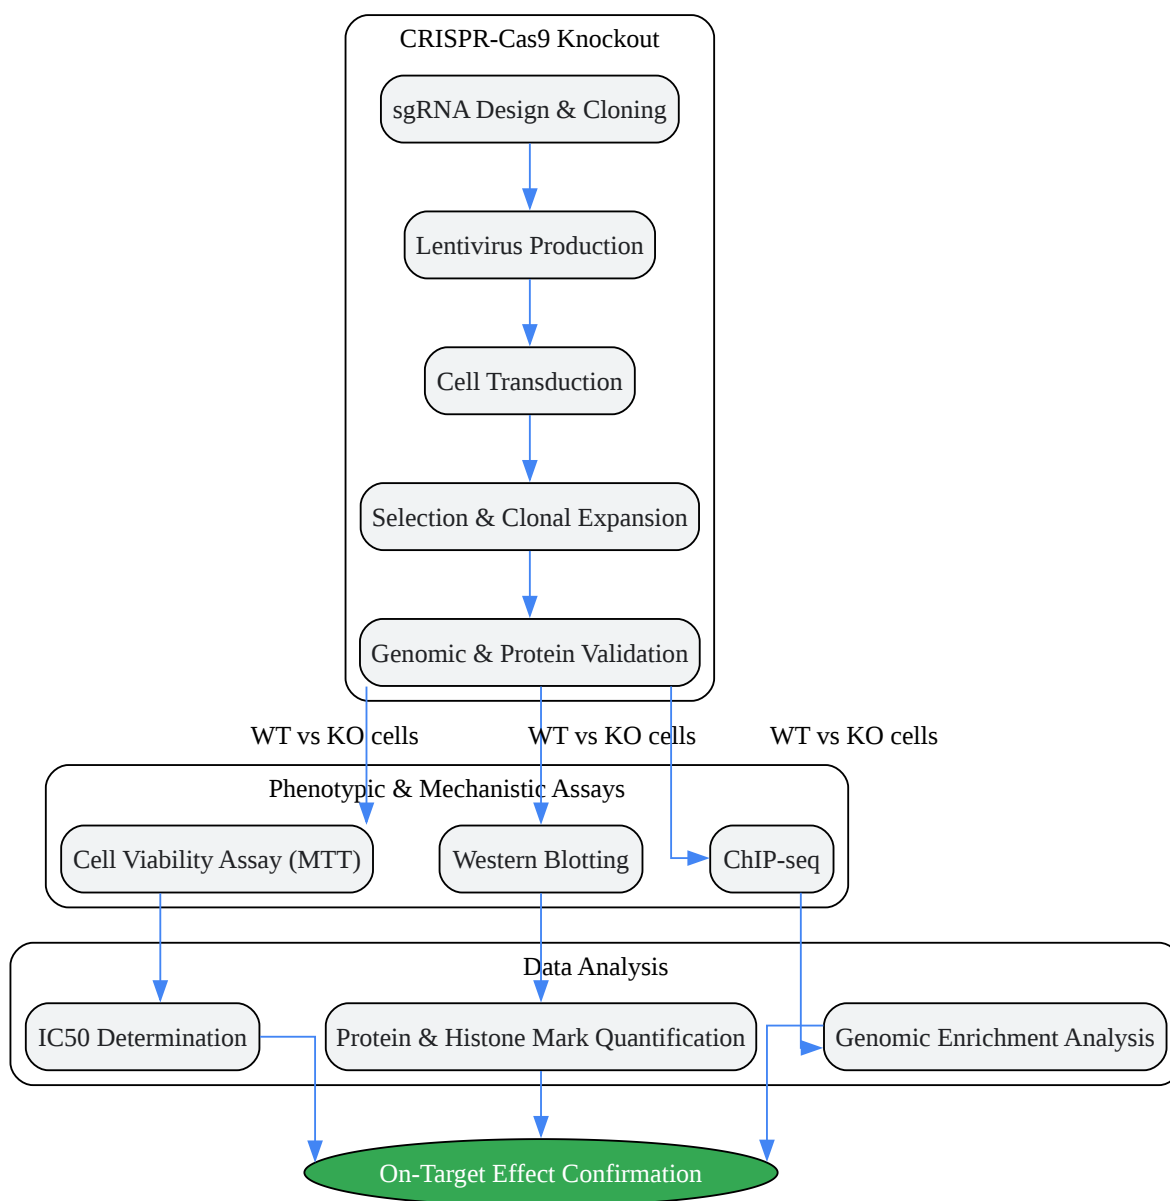 CRISPR-Cas9 Knockout
sgRNA Design & Cloning
Lentivirus Production
Cell Transduction
Selection & Clonal Expansion
Genomic & Protein Validation
WT vs KO cells
WT vs KO cells
WT vs KO cells
Phenotypic & Mechanistic Assays
Cell Viability Assay (MTT)
Western Blotting
ChIP-seq
Data Analysis
IC50 Determination
Protein & Histone Mark Quantification
Genomic Enrichment Analysis
On-Target Effect Confirmation